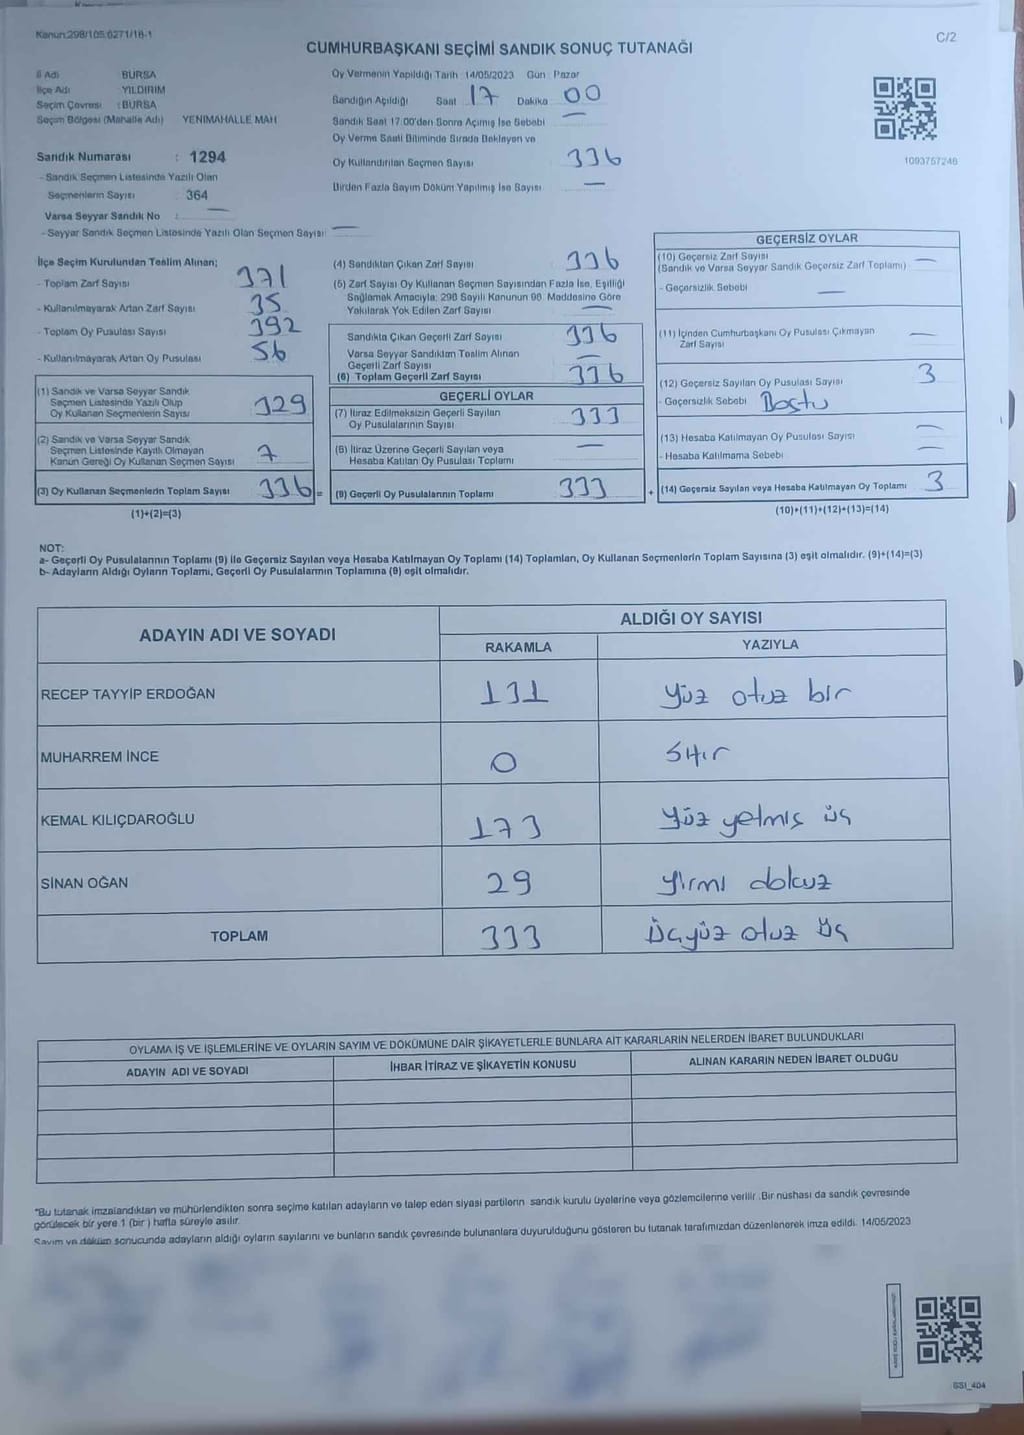 Kanun:298/105,6271/18-1
C/2
CUMHURBAŞKANI SEÇİMİ SANDIK SONUÇ TUTANAĞI
İl Adı BURSA
İlçe Adı YILDIRIM
Seçim Çevresi : BURSA
Seçim Bölgesi (Mahalle Adı) YENİMAHALLE MAH
Sandık Numarası : 1294
- Sandık Seçmen Listesinde Yazılı Olan
Seçmenlerin Sayısı : 364
Varsa Seyyar Sandık No : —
- Seyyar Sandık Seçmen Listesinde Yazılı Olan Seçmen Sayısı: —
Oy Vermenin Yapıldığı Tarih 14/05/2023 Gün : Pazar
Sandığın Açıldığı Saat 17 Dakika 00
Sandık Saat 17:00'den Sonra Açımış İse Sebebi —
Oy Verme Saati Bitiminde Sırada Bekleyen ve
Oy Kullandırılan Seçmen Sayısı 336
Birden Fazla Sayım Döküm Yapılmış İse Sayısı —
1093757246
İlçe Seçim Kurulundan Teslim Alınan;
- Toplam Zarf Sayısı 371
- Kullanılmayarak Artan Zarf Sayısı 35
- Toplam Oy Pusulası Sayısı 392
- Kullanılmayarak Artan Oy Pusulası 56
(1) Sandık ve Varsa Seyyar Sandık
Seçmen Listesinde Yazılı Olup
Oy Kullanan Seçmenlerin Sayısı 329
(2) Sandık ve Varsa Seyyar Sandık
Seçmen Listesinde Kayıtlı Olmayan
Kanun Gereği Oy Kullanan Seçmen Sayısı 7
(3) Oy Kullanan Seçmenlerin Toplam Sayısı 336 =
(1)+(2)=(3)
(4) Sandıktan Çıkan Zarf Sayısı 336
(5) Zarf Sayısı Oy Kullanan Seçmen Sayısından Fazla İse, Eşitliği
Sağlamak Amacıyla; 298 Sayılı Kanunun 98. Maddesine Göre
Yakılarak Yok Edilen Zarf Sayısı —
Sandıkta Çıkan Geçerli Zarf Sayısı 336
Varsa Seyyar Sandıktan Teslim Alınan
Geçerli Zarf Sayısı —
(6) Toplam Geçerli Zarf Sayısı 336
GEÇERLİ OYLAR
(7) İtiraz Edilmeksizin Geçerli Sayılan
Oy Pusulalarının Sayısı 333
(8) İtiraz Üzerine Geçerli Sayılan veya
Hesaba Katılan Oy Pusulası Toplamı —
(9) Geçerli Oy Pusulalarının Toplamı 333 +
GEÇERSİZ OYLAR
(10) Geçersiz Zarf Sayısı —
(Sandık ve Varsa Seyyar Sandık Geçersiz Zarf Toplamı)
- Geçersizlik Sebebi —
(11) İçinden Cumhurbaşkanı Oy Pusulası Çıkmayan
Zarf Sayısı —
(12) Geçersiz Sayılan Oy Pusulası Sayısı 3
- Geçersizlik Sebebi Boştu
(13) Hesaba Katılmayan Oy Pusulası Sayısı —
- Hesaba Katılmama Sebebi —
(14) Geçersiz Sayılan veya Hesaba Katılmayan Oy Toplamı 3
(10)+(11)+(12)+(13)=(14)
NOT:
a- Geçerli Oy Pusulalarının Toplamı (9) ile Geçersiz Sayılan veya Hesaba Katılmayan Oy Toplamı (14) Toplamları, Oy Kullanan Seçmenlerin Toplam Sayısına (3) eşit olmalıdır. (9)+(14)=(3)
b- Adayların Aldığı Oyların Toplamı, Geçerli Oy Pusulalarının Toplamına (9) eşit olmalıdır.
ADAYIN ADI VE SOYADI
ALDIĞI OY SAYISI
RAKAMLA YAZIYLA
RECEP TAYYİP ERDOĞAN 131 Yüz otuz bir
MUHARREM İNCE 0 Sıfır
KEMAL KILIÇDAROĞLU 173 Yüz yetmiş üç
SİNAN OĞAN 29 Yirmi dokuz
TOPLAM 333 Üçyüz otuz üç
OYLAMA İŞ VE İŞLEMLERİNE VE OYLARIN SAYIM VE DÖKÜMÜNE DAİR ŞİKAYETLERLE BUNLARA AİT KARARLARIN NELERDEN İBARET BULUNDUKLARI
ADAYIN ADI VE SOYADI İHBAR İTİRAZ VE ŞİKAYETİN KONUSU ALINAN KARARIN NEDEN İBARET OLDUĞU
"Bu tutanak imzalandıktan ve mühürlendikten sonra seçime katılan adayların ve talep eden siyasi partilerin sandık kurulu üyelerine veya gözlemcilerine verilir. Bir nüshası da sandık çevresinde
görülecek bir yere 1 (bir ) hafta süreyle asılır.
Sayım ve döküm sonucunda adayların aldığı oyların sayılarını ve bunların sandık çevresinde bulunanlara duyurulduğunu gösteren bu tutanak tarafımızdan düzenlenerek imza edildi. 14/05/2023
SSI_404